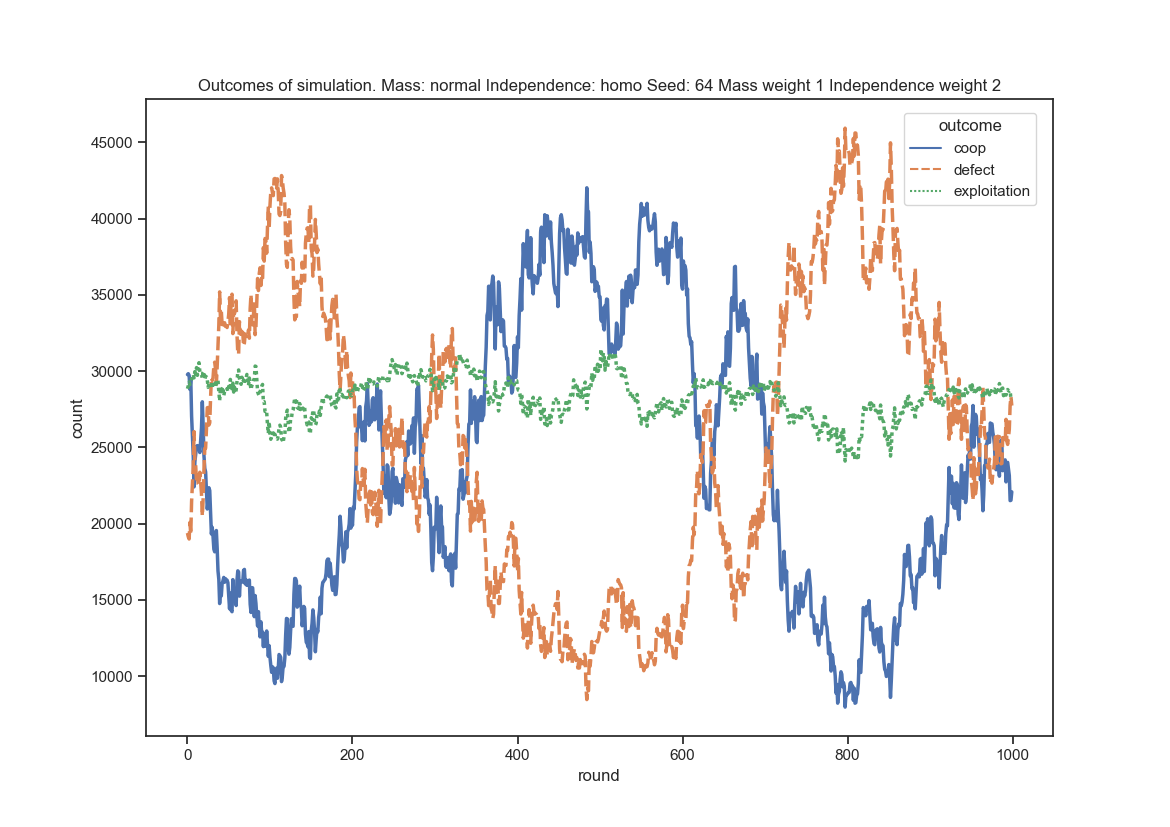 Outcomes of simulation. Mass: normal Independence: homo Seed: 64 Mass weight 1 Independence weight 2
outcome
coop
defect
exploitation
45000
40000
35000
30000
25000
20000
15000
10000
count
0 200 400 600 800 1000
round